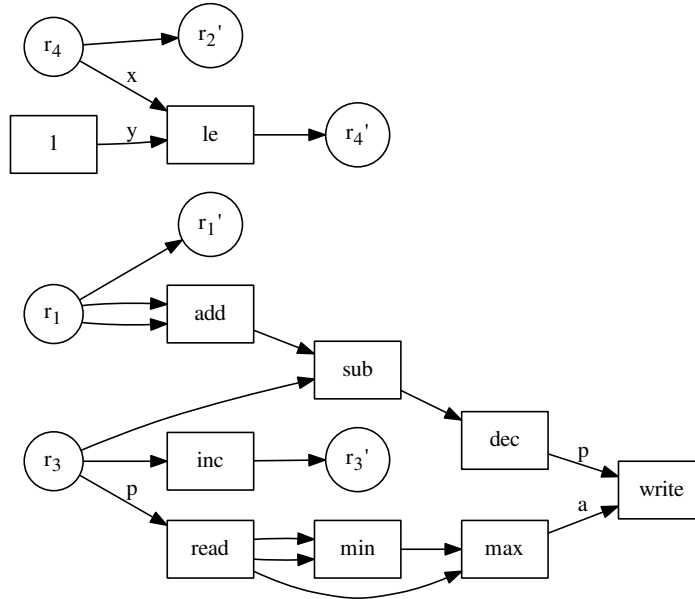 r₄
r₂'
x
1
y
le
r₄'
r₁'
r₁
add
sub
dec
r₃
inc
r₃'
p
write
p
a
read
min
max